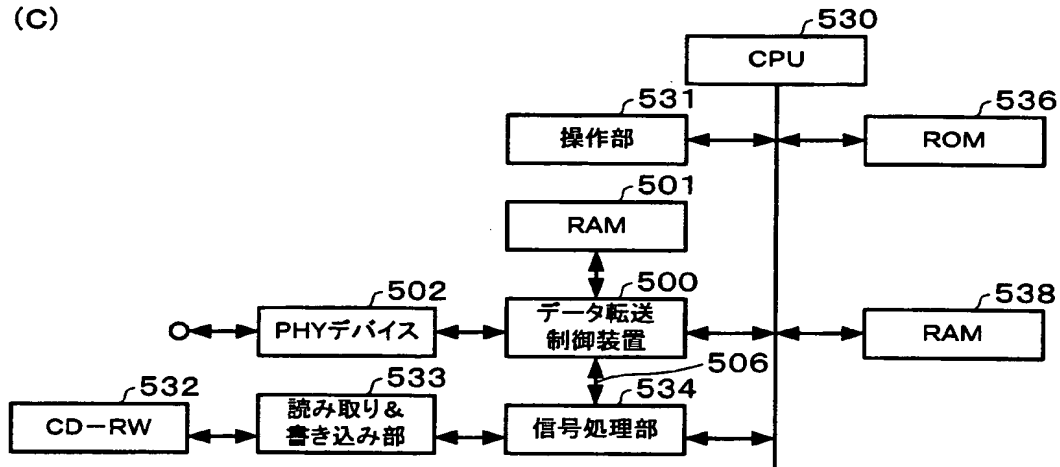 (C)
530
CPU
531
操作部
536
ROM
501
RAM
502
PHYデバイス
500
データ転送
制御装置
538
RAM
506
532
CD-RW
533
読み取り&
書き込み部
534
信号処理部